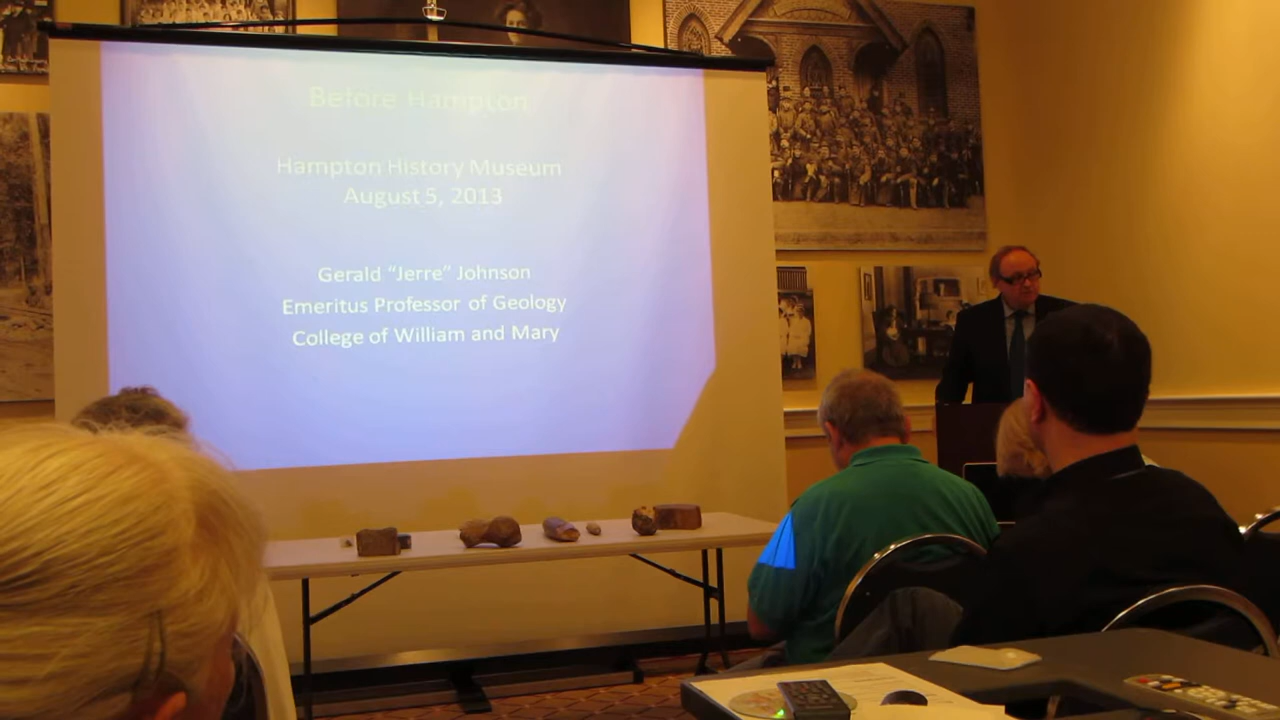 Before Hampton
Hampton History Museum
August 5, 2013
Gerald "Jerre" Johnson
Emeritus Professor of Geology
College of William and Mary